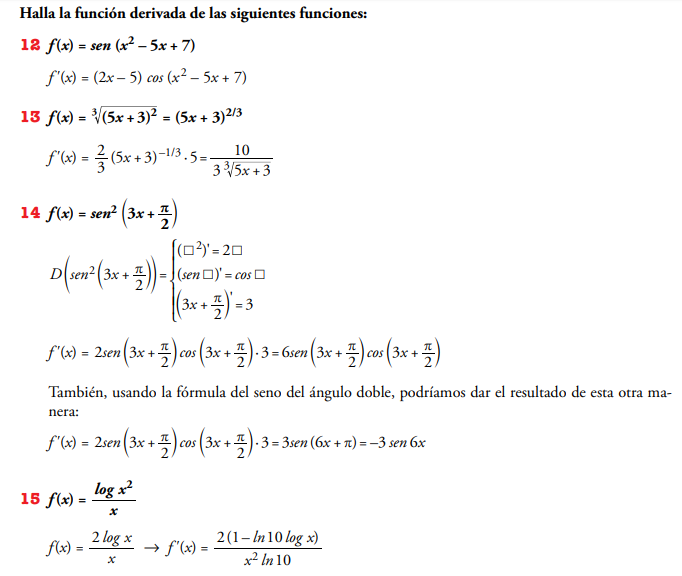 Halla la función derivada de las siguientes funciones:
12 f(x) = sen (x² – 5x + 7)
f'(x) = (2x – 5) cos (x² – 5x + 7)
13 f(x) = ∛(5x + 3)² = (5x + 3)^2/3
f'(x) = 2/3 (5x + 3)^–1/3 · 5 = 10 / 3 ∛5x + 3
14 f(x) = sen² (3x + π/2)
D(sen²(3x + π/2)) = { (□²)' = 2□
(sen □)' = cos □
(3x + π/2)' = 3
f'(x) = 2sen (3x + π/2) cos (3x + π/2) · 3 = 6sen (3x + π/2) cos (3x + π/2)
También, usando la fórmula del seno del ángulo doble, podríamos dar el resultado de esta otra ma-
nera:
f'(x) = 2sen (3x + π/2) cos (3x + π/2) · 3 = 3sen (6x + π) = –3 sen 6x
15 f(x) = log x² / x
f(x) = 2 log x / x → f'(x) = 2 (1 – ln 10 log x) / x² ln 10